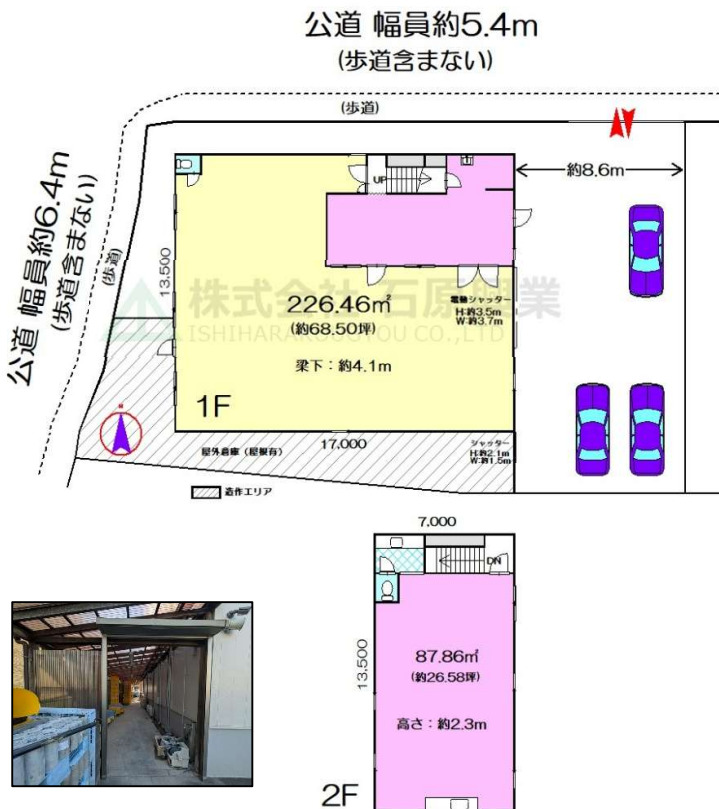 公道 幅員約5.4m
(歩道含まない)
(歩道)
公道 幅員約6.4m
(歩道含まない)
(歩道)
UP
約8.6m
13.500
株式会社 石原興業
ISHIHARAKOUGYOU CO.,LTD
226.46㎡
(約68.50坪)
梁下：約4.1m
電動シャッター
H:約3.5m
W:約3.7m
1F
17.000
屋外倉庫（屋根有）
シャッター
H:約2.1m
W:約1.5m
造作エリア
7.000
DN
13.500
87.86㎡
(約26.58坪)
高さ：約2.3m
2F